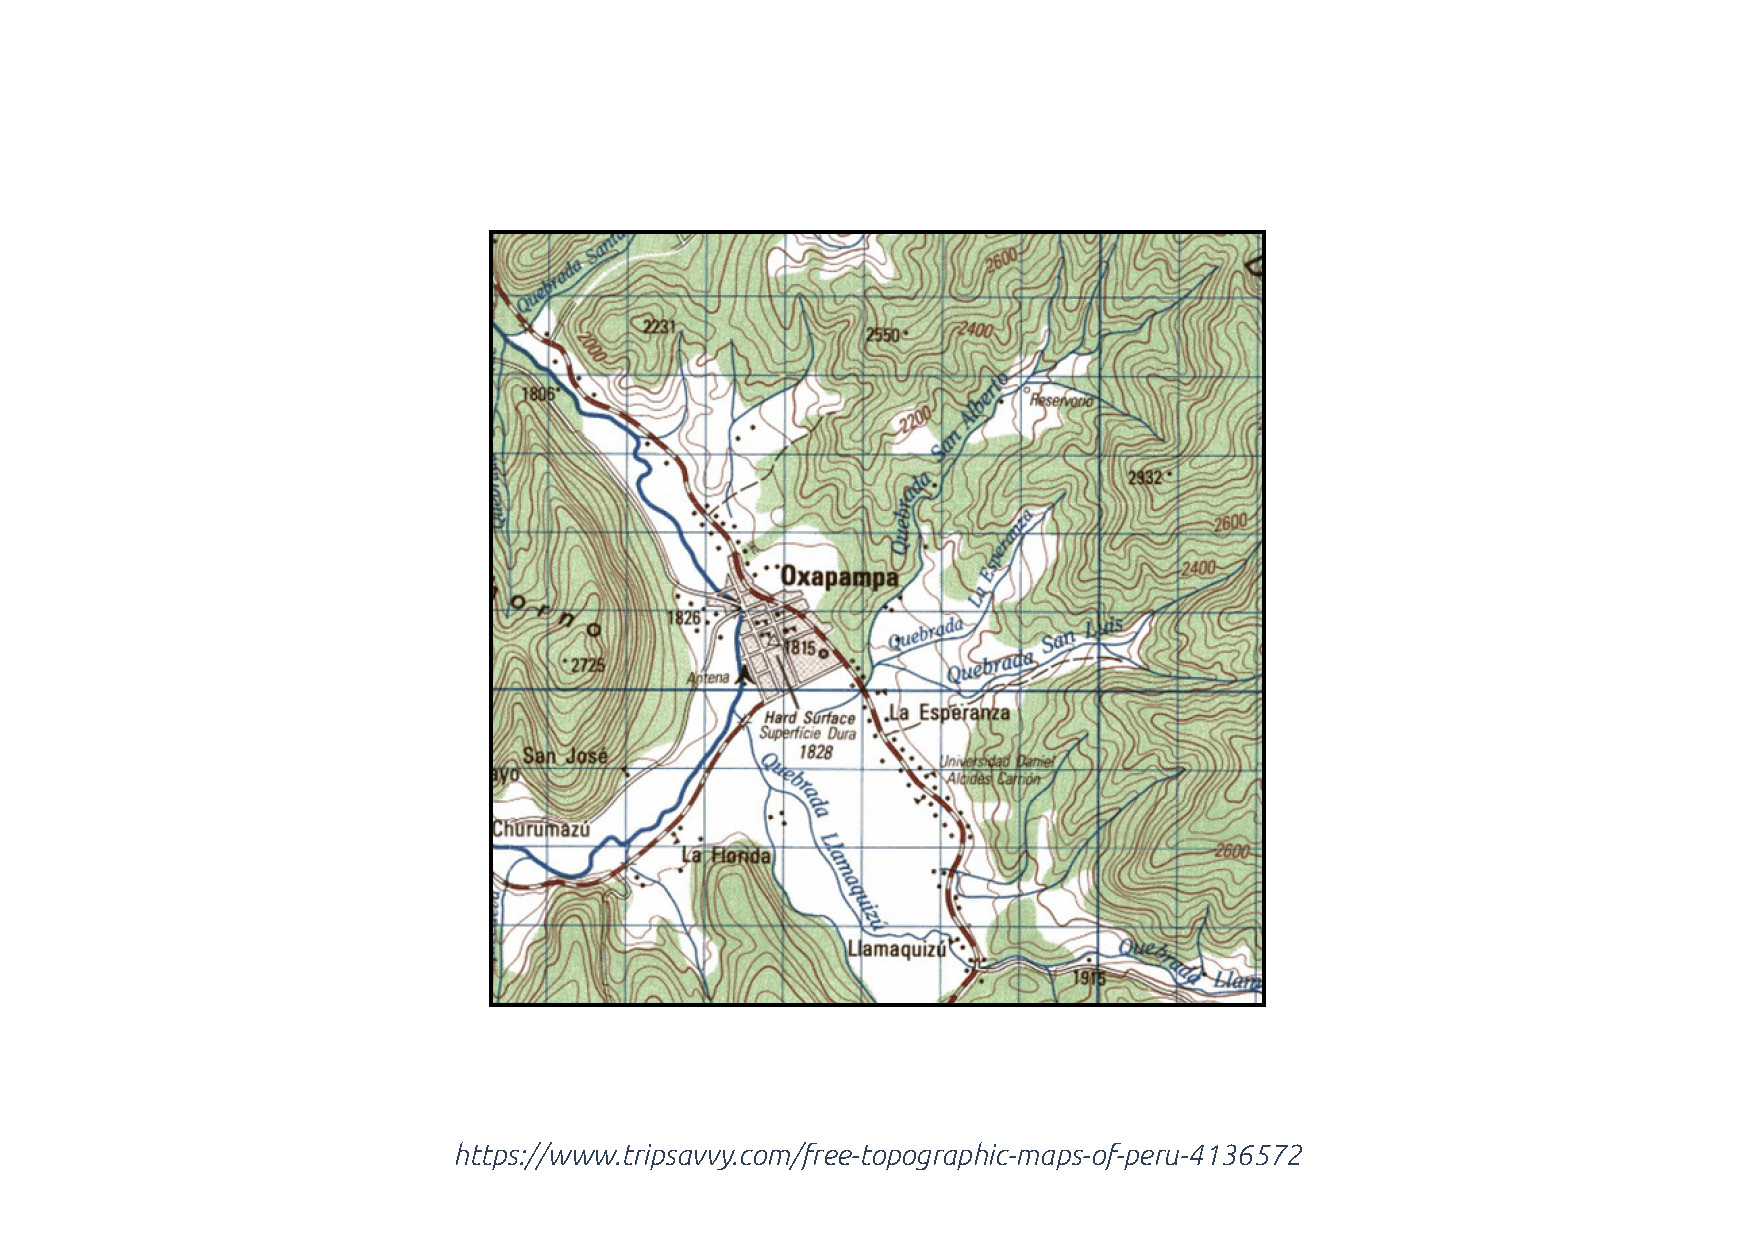 Quebrada Santa
2600
2231
2550
2400
2000
1806
Reservorio
2200
Quebrada San Alberto
2932
2600
La Esperanza
2400
Oxapampa
orno
1826
Quebrada
San Luis
1815
Quebrada
2725
Antena
La Esperanza
Hard Surface
Superfície Dura
1828
San José
Universidad Daniel
Alcides Carrión
ayo
Quebrada Llamaquizú
Churumazú
La Florida
2600
Llamaquizú
Quebrada Llam
1915
https://www.tripsavvy.com/free-topographic-maps-of-peru-4136572